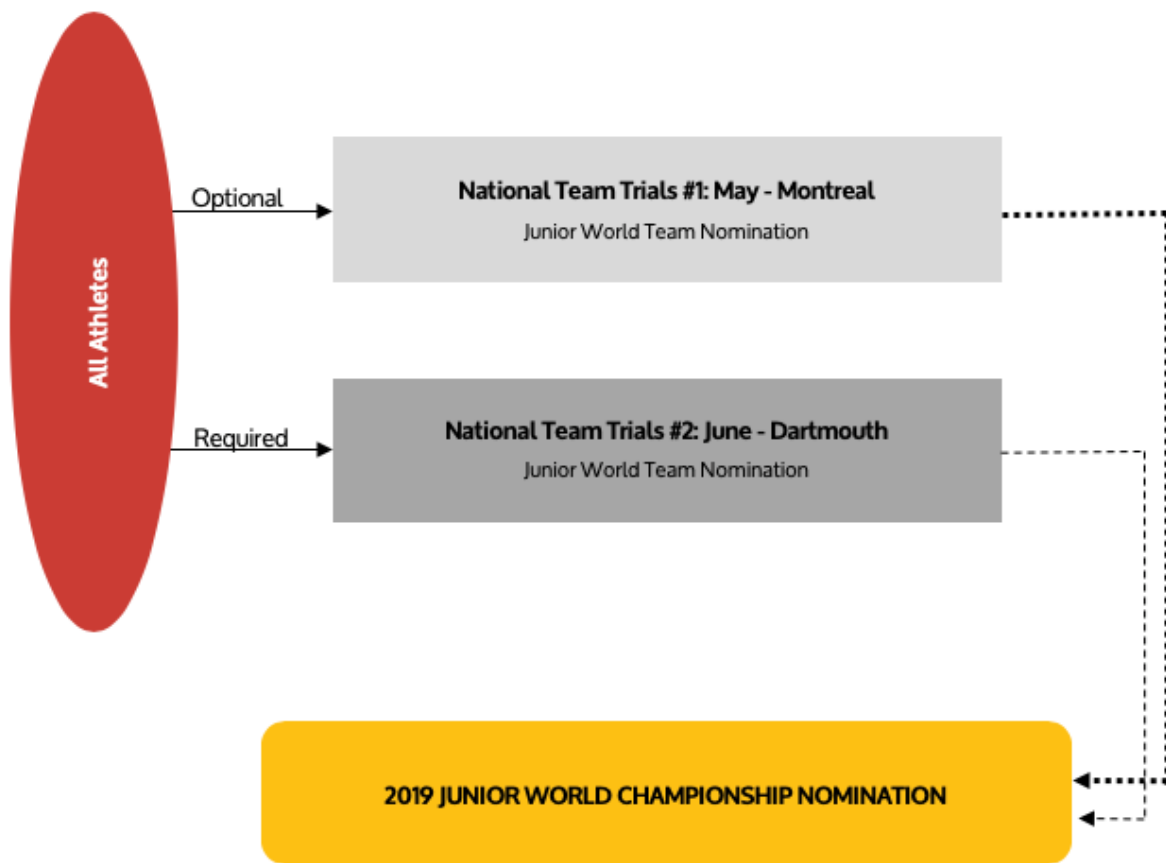 All Athletes
Optional
National Team Trials #1: May - Montreal
Junior World Team Nomination
Required
National Team Trials #2: June - Dartmouth
Junior World Team Nomination
2019 JUNIOR WORLD CHAMPIONSHIP NOMINATION